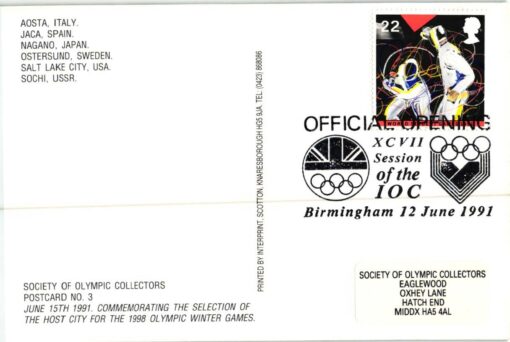 AOSTA, ITALY.
JACA, SPAIN.
NAGANO, JAPAN.
OSTERSUND, SWEDEN.
SALT LAKE CITY, USA.
SOCHI, USSR.
SOCIETY OF OLYMPIC COLLECTORS
POSTCARD NO. 3
JUNE 15TH 1991. COMMEMORATING THE SELECTION OF
THE HOST CITY FOR THE 1998 OLYMPIC WINTER GAMES.
PRINTED BY INTERPRINT, SCOTTON, KNARESBOROUGH HG5 9JA. TEL: (0423) 868086
22
WORLD
OFFICIAL OPENING
XCVII
Session
of the
IOC
Birmingham 12 June 1991
SOCIETY OF OLYMPIC COLLECTORS
EAGLEWOOD
OXHEY LANE
HATCH END
MIDDX HA5 4AL